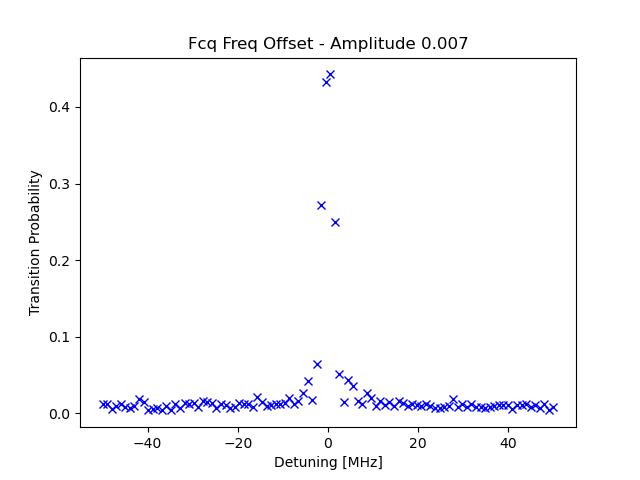 Fcq Freq Offset - Amplitude 0.007
Transition Probability
0.4
0.3
0.2
0.1
0.0
−40 −20 0 20 40
Detuning [MHz]